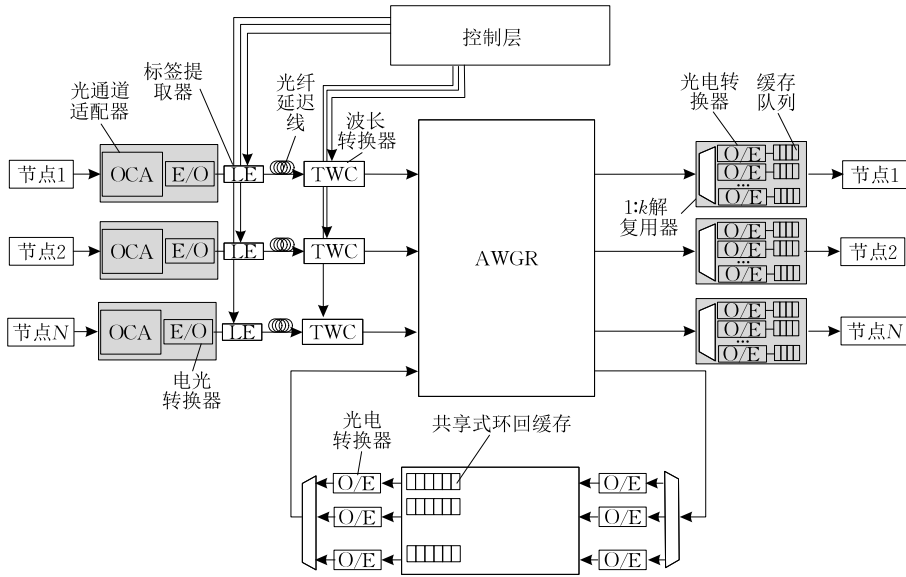 控制层
标签提
取器
光纤
延迟
线
光通道
适配器
波长
转换器
光电转
换器
缓存
队列
节点1
OCA
E/O
LE
TWC
O/E
O/E
...
O/E
节点1
1:k解
复用器
节点2
OCA
E/O
LE
TWC
AWGR
O/E
O/E
...
O/E
节点2
节点N
OCA
E/O
LE
TWC
O/E
O/E
...
O/E
节点N
电光
转换器
光电
转换器
共享式环回缓存
O/E
O/E
O/E
O/E
O/E
O/E